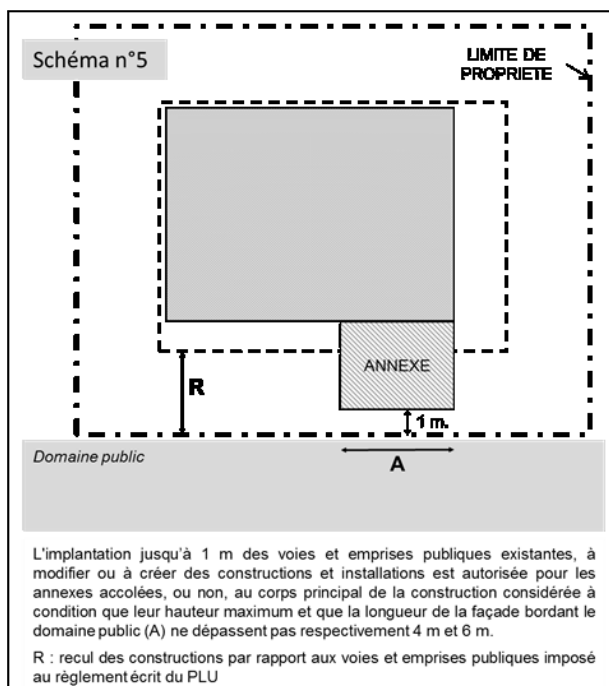 Schéma n°5
LIMITE DE
PROPRIETE
ANNEXE
R
1 m.
A
Domaine public
L'implantation jusqu'à 1 m des voies et emprises publiques existantes, à
modifier ou à créer des constructions et installations est autorisée pour les
annexes accolées, ou non, au corps principal de la construction considérée à
condition que leur hauteur maximum et que la longueur de la façade bordant le
domaine public (A) ne dépassent pas respectivement 4 m et 6 m.
R : recul des constructions par rapport aux voies et emprises publiques imposé
au règlement écrit du PLU